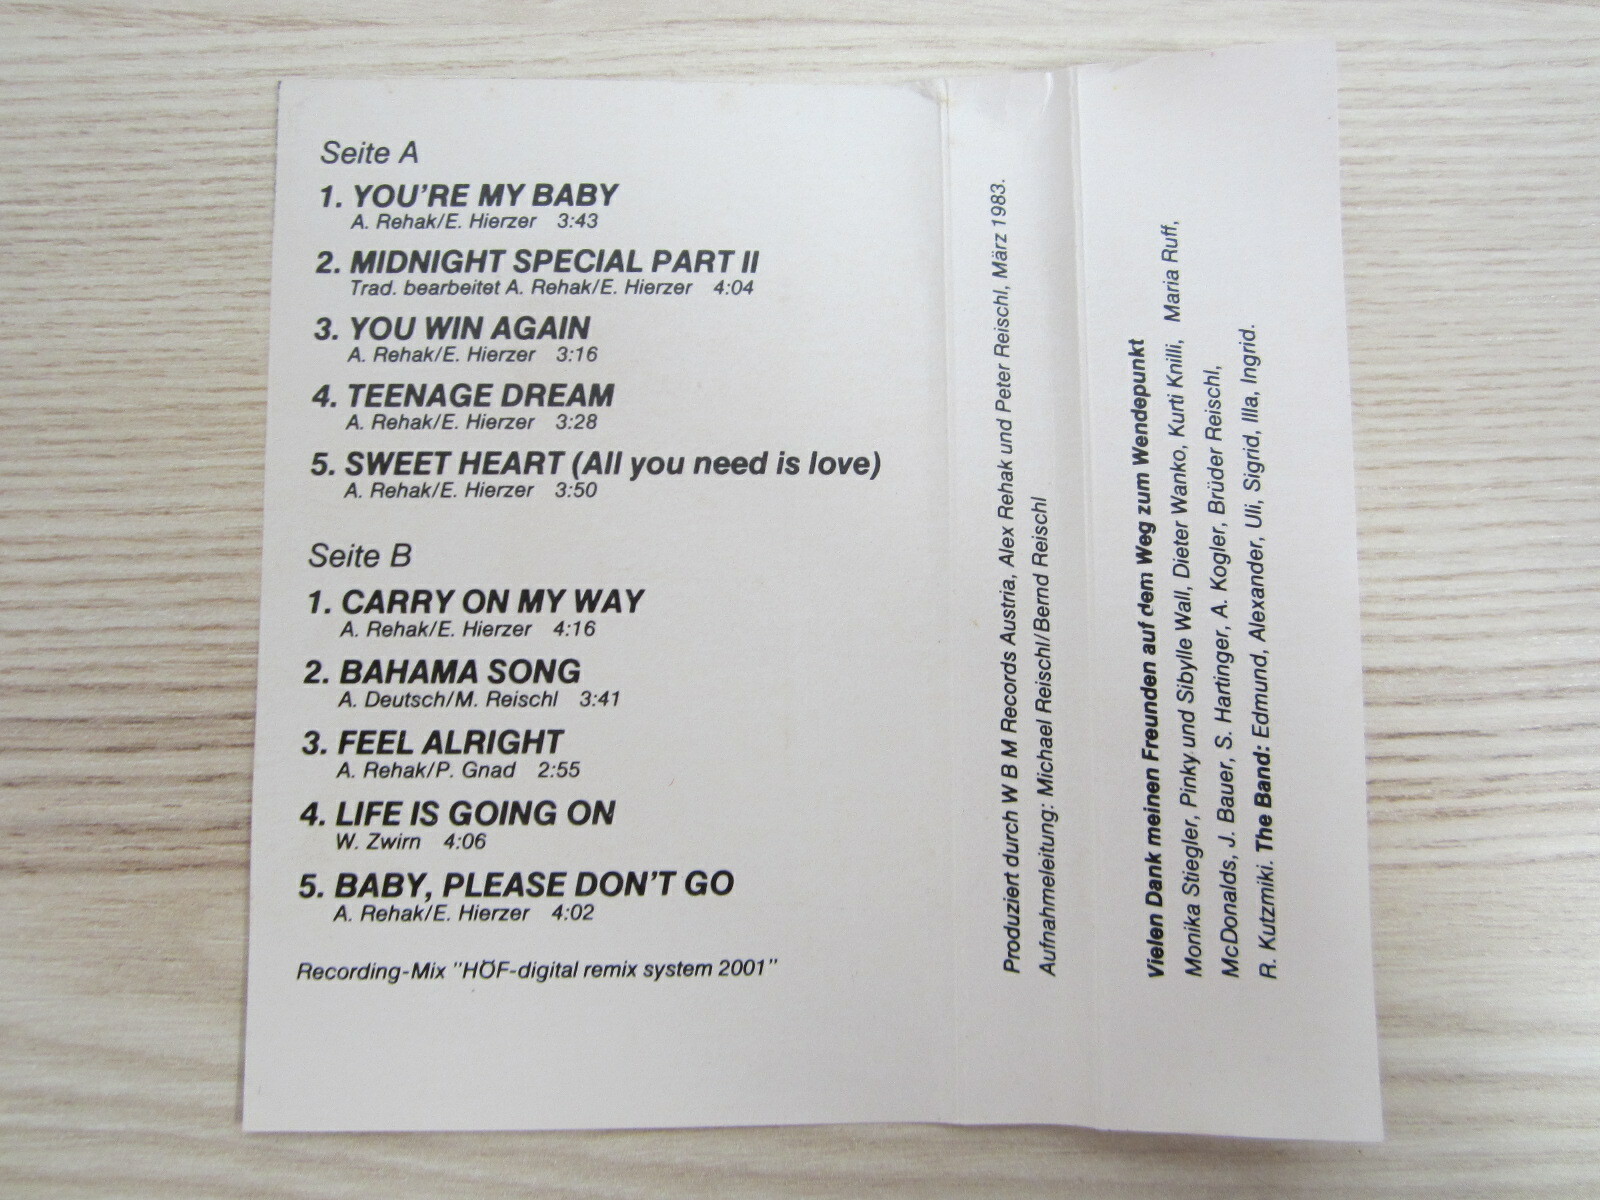 Seite A
1. YOU'RE MY BABY
A. Rehak/E. Hierzer 3:43
2. MIDNIGHT SPECIAL PART II
Trad. bearbeitet A. Rehak/E. Hierzer 4:04
3. YOU WIN AGAIN
A. Rehak/E. Hierzer 3:16
4. TEENAGE DREAM
A. Rehak/E. Hierzer 3:28
5. SWEET HEART (All you need is love)
A. Rehak/E. Hierzer 3:50
Seite B
1. CARRY ON MY WAY
A. Rehak/E. Hierzer 4:16
2. BAHAMA SONG
A. Deutsch/M. Reischl 3:41
3. FEEL ALRIGHT
A. Rehak/P. Gnad 2:55
4. LIFE IS GOING ON
W. Zwirn 4:06
5. BABY, PLEASE DON'T GO
A. Rehak/E. Hierzer 4:02
Recording-Mix "HÖF-digital remix system 2001"
Produziert durch W B M Records Austria, Alex Rehak und Peter Reischl, März 1983.
Aufnahmeleitung: Michael Reischl/Bernd Reischl
Vielen Dank meinen Freunden auf dem Weg zum Wendepunkt
Monika Stiegler, Pinky und Sibylle Wall, Dieter Wanko, Kurti Knilli, Maria Ruff,
McDonalds, J. Bauer, S. Hartinger, A. Kogler, Brüder Reischl,
R. Kutzmiki. The Band: Edmund, Alexander, Uli, Sigrid, Illa, Ingrid.